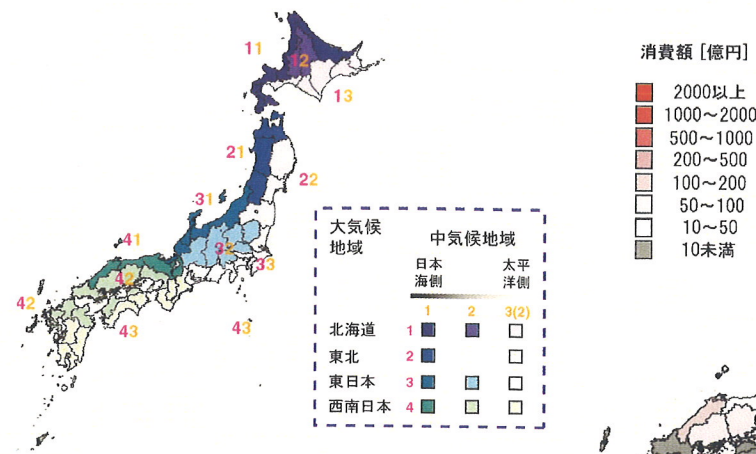 11
12
13
21
22
31
32
33
41
42
42
43
43
大気候
地域
中気候地域
日本
海側
太平
洋側
1 2 3(2)
北海道 1
東北 2
東日本 3
西南日本 4
消費額 [億円]
2000以上
1000～2000
500～1000
200～500
100～200
50～100
10～50
10未満